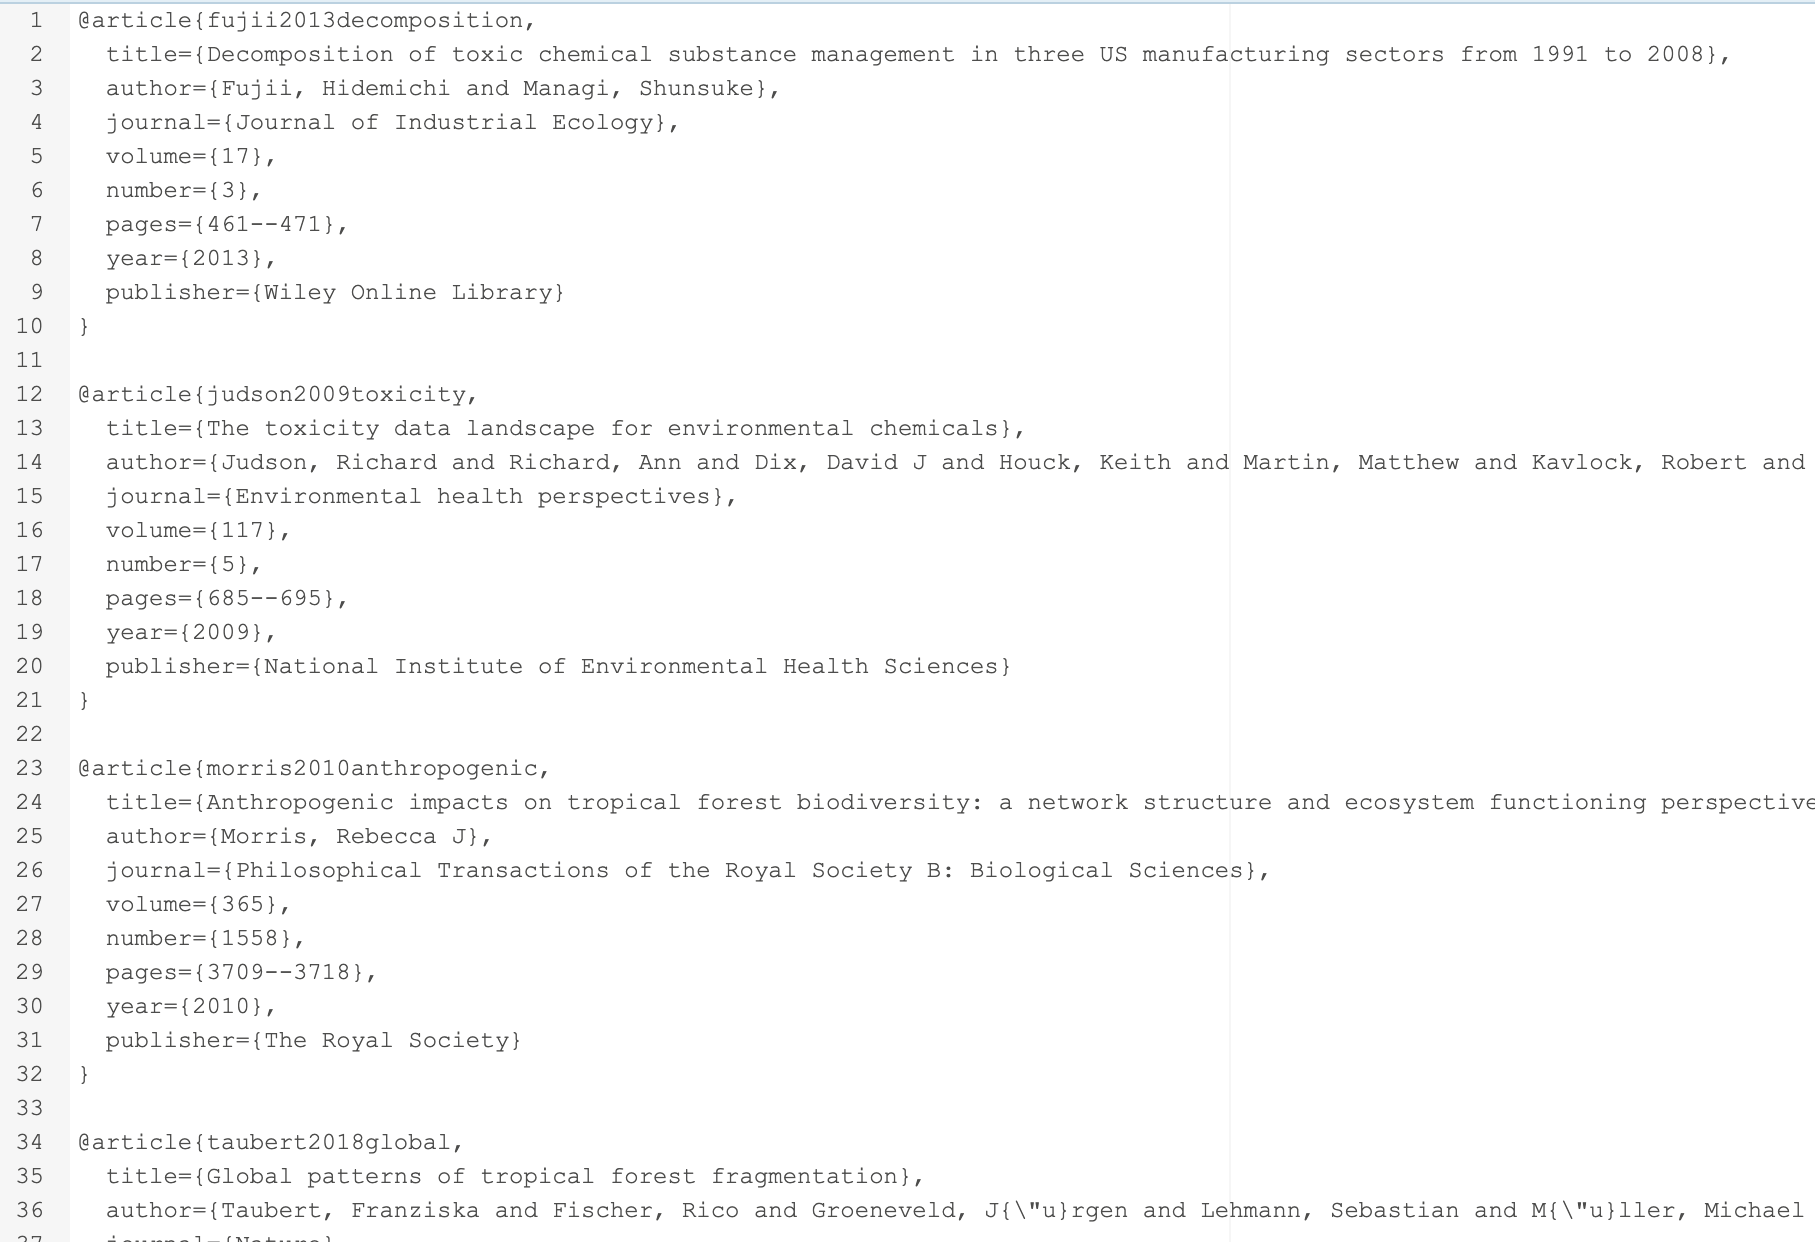 1 @article{fujii2013decomposition,
2 title={Decomposition of toxic chemical substance management in three US manufacturing sectors from 1991 to 2008},
3 author={Fujii, Hidemichi and Managi, Shunsuke},
4 journal={Journal of Industrial Ecology},
5 volume={17},
6 number={3},
7 pages={461--471},
8 year={2013},
9 publisher={Wiley Online Library}
10 }
11
12 @article{judson2009toxicity,
13 title={The toxicity data landscape for environmental chemicals},
14 author={Judson, Richard and Richard, Ann and Dix, David J and Houck, Keith and Martin, Matthew and Kavlock, Robert and
15 journal={Environmental health perspectives},
16 volume={117},
17 number={5},
18 pages={685--695},
19 year={2009},
20 publisher={National Institute of Environmental Health Sciences}
21 }
22
23 @article{morris2010anthropogenic,
24 title={Anthropogenic impacts on tropical forest biodiversity: a network structure and ecosystem functioning perspective
25 author={Morris, Rebecca J},
26 journal={Philosophical Transactions of the Royal Society B: Biological Sciences},
27 volume={365},
28 number={1558},
29 pages={3709--3718},
30 year={2010},
31 publisher={The Royal Society}
32 }
33
34 @article{taubert2018global,
35 title={Global patterns of tropical forest fragmentation},
36 author={Taubert, Franziska and Fischer, Rico and Groeneveld, J{\"u}rgen and Lehmann, Sebastian and M{\"u}ller, Michael
37 journal={Nature}